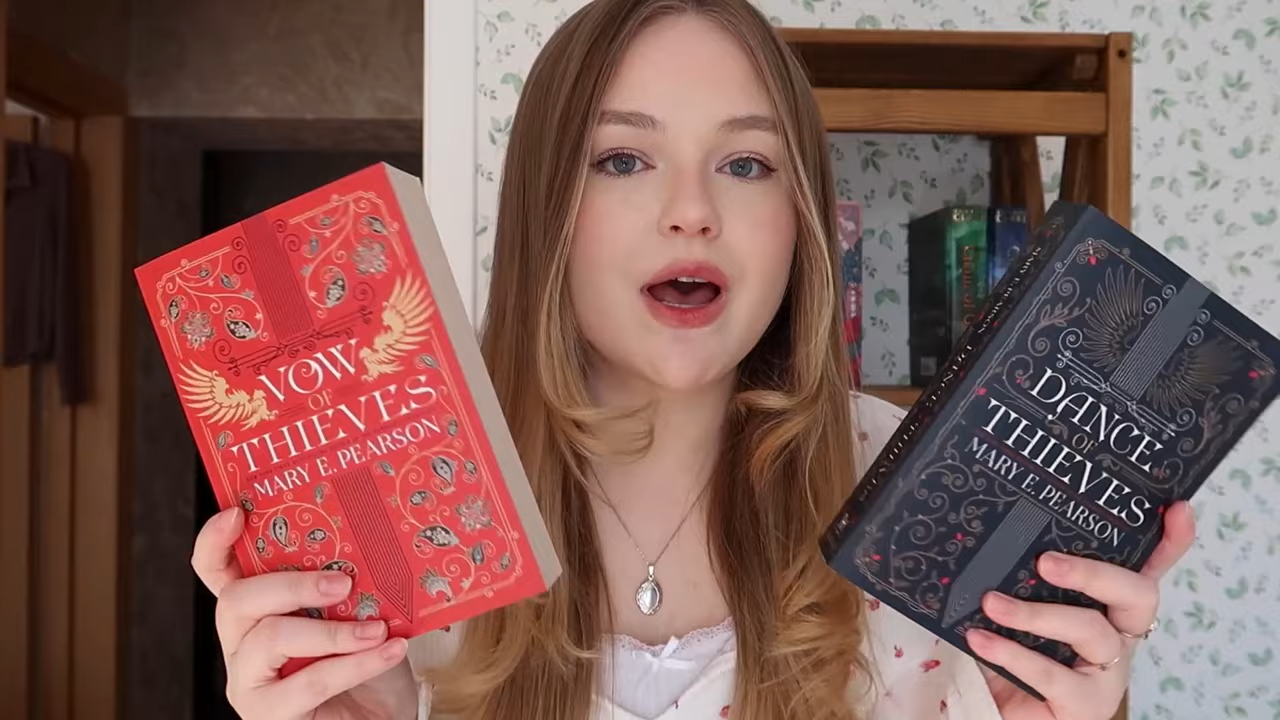 VOW
OF
THIEVES
MARY E. PEARSON
DANCE
OF
THIEVES
MARY E. PEARSON